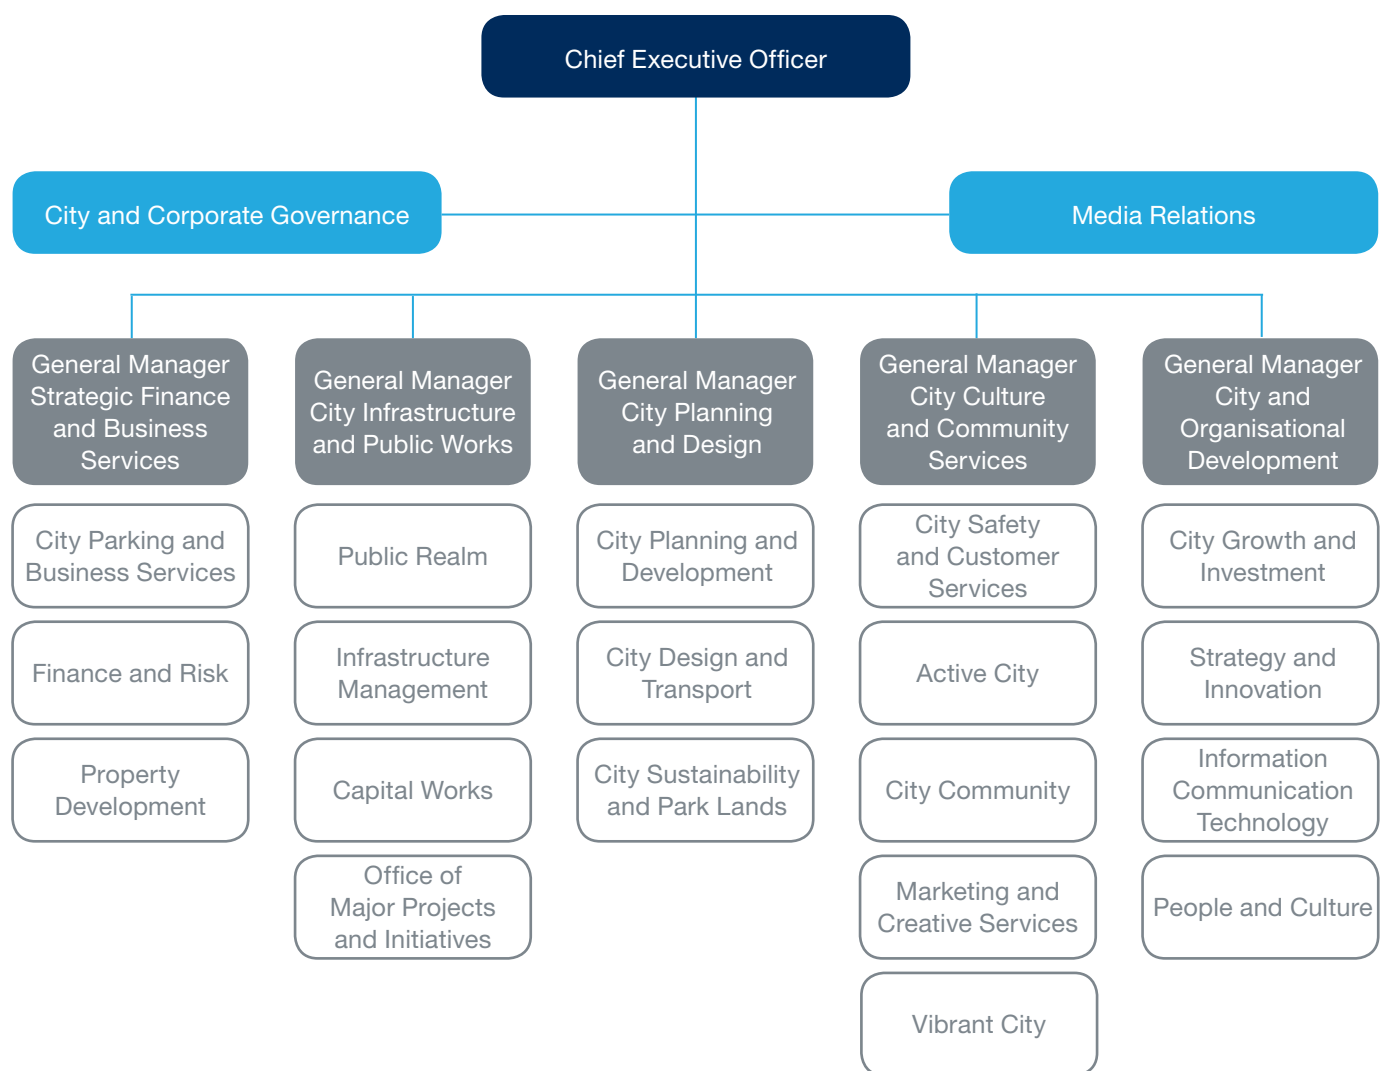 Chief Executive Officer
City and Corporate Governance
Media Relations
General Manager
Strategic Finance
and Business
Services
General Manager
City Infrastructure
and Public Works
General Manager
City Planning
and Design
General Manager
City Culture
and Community
Services
General Manager
City and
Organisational
Development
City Parking and
Business Services
Finance and Risk
Property
Development
Public Realm
Infrastructure
Management
Capital Works
Office of
Major Projects
and Initiatives
City Planning and
Development
City Design and
Transport
City Sustainability
and Park Lands
City Safety
and Customer
Services
Active City
City Community
Marketing and
Creative Services
Vibrant City
City Growth and
Investment
Strategy and
Innovation
Information
Communication
Technology
People and Culture